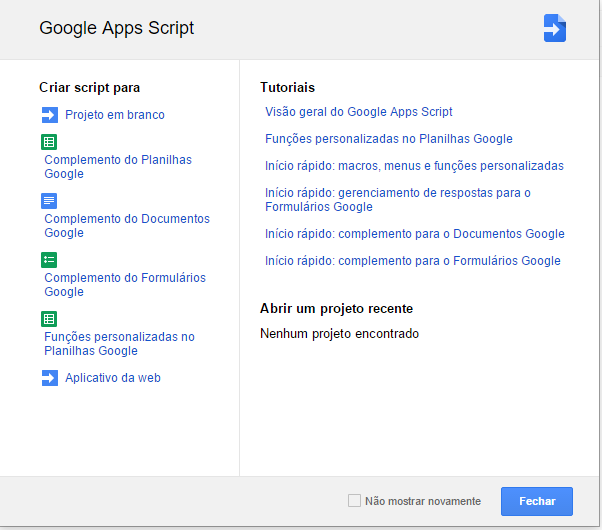 Google Apps Script
Criar script para
Projeto em branco
Complemento do Planilhas
Google
Complemento do Documentos
Google
Complemento do Formulários
Google
Funções personalizadas no
Planilhas Google
Aplicativo da web
Tutoriais
Visão geral do Google Apps Script
Funções personalizadas no Planilhas Google
Início rápido: macros, menus e funções personalizadas
Início rápido: gerenciamento de respostas para o
Formulários Google
Início rápido: complemento para o Documentos Google
Início rápido: complemento para o Formulários Google
Abrir um projeto recente
Nenhum projeto encontrado
Não mostrar novamente
Fechar